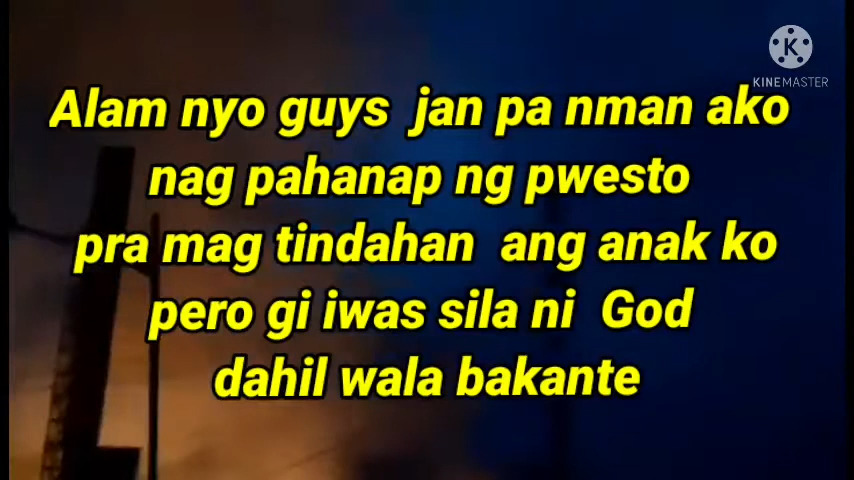 KINEMASTER
Alam nyo guys jan pa nman ako
nag pahanap ng pwesto
pra mag tindahan ang anak ko
pero gi iwas sila ni God
dahil wala bakante